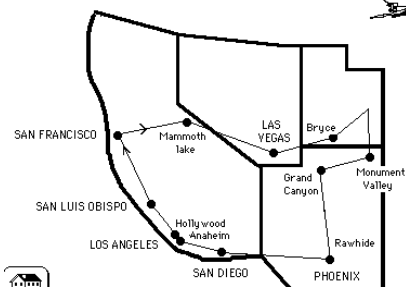 LAS
VEGAS
Bryce
SAN FRANCISCO
Mammoth
lake
Monument
Valley
Grand
Canyon
SAN LUIS OBISPO
Hollywood
Anaheim
LOS ANGELES
Rawhide
SAN DIEGO
PHOENIX